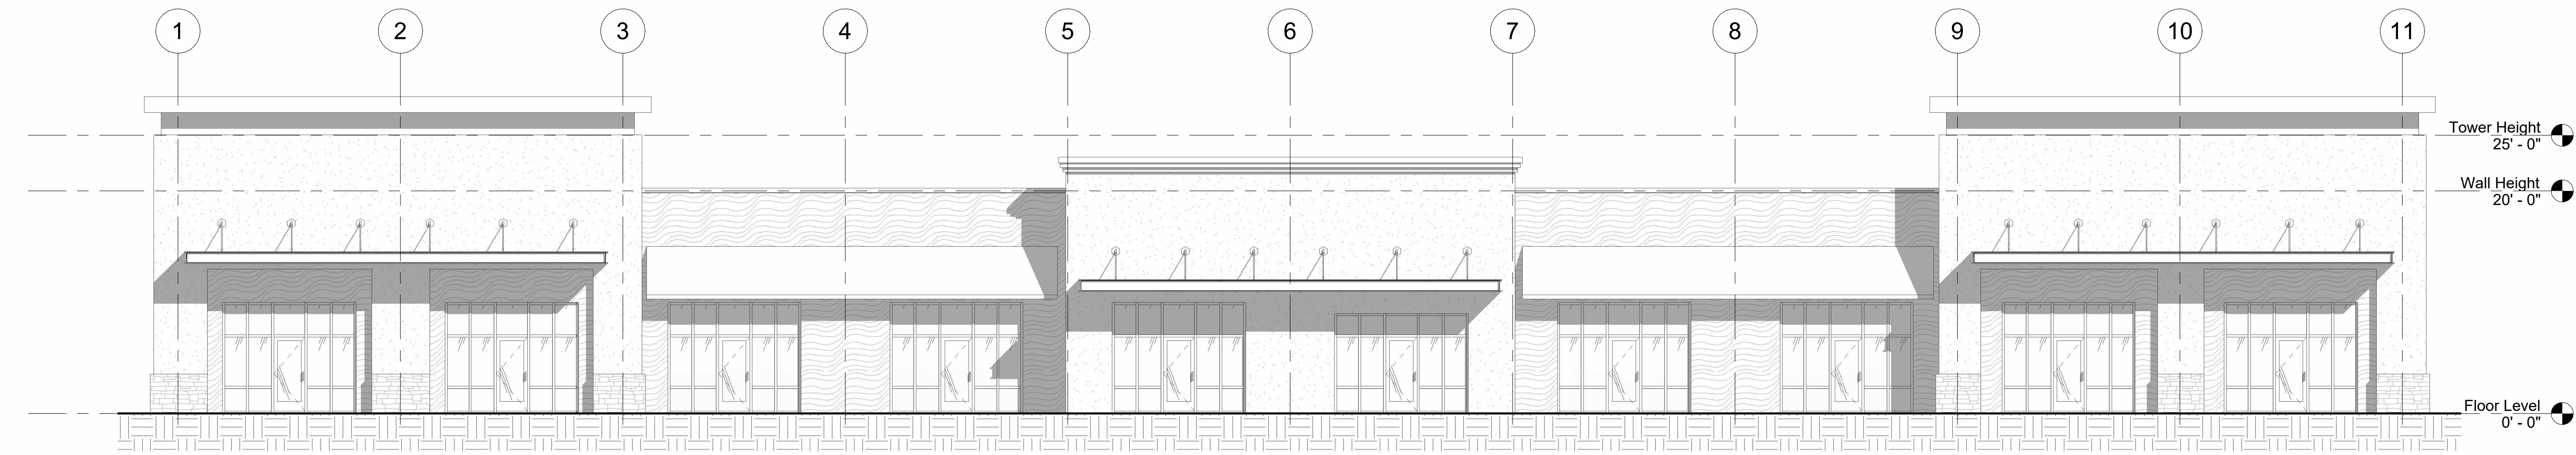 1 2 3 4 5 6 7 8 9 10 11
Tower Height
25' - 0"
Wall Height
20' - 0"
Floor Level
0' - 0"